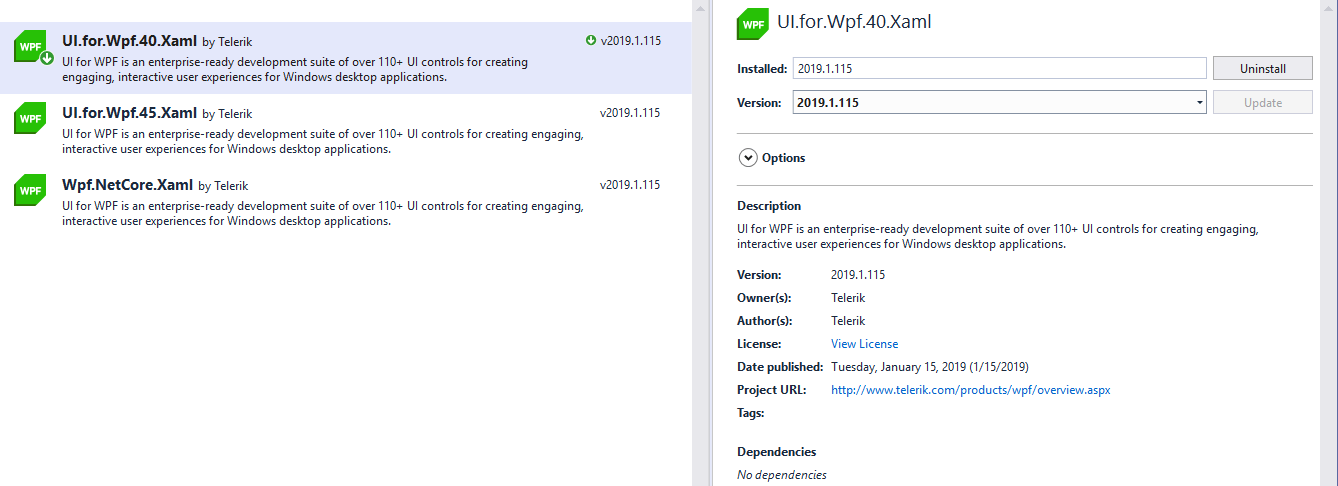 WPF UI.for.Wpf.40.Xaml by Telerik v2019.1.115
UI for WPF is an enterprise-ready development suite of over 110+ UI controls for creating
engaging, interactive user experiences for Windows desktop applications.
WPF UI.for.Wpf.45.Xaml by Telerik v2019.1.115
UI for WPF is an enterprise-ready development suite of over 110+ UI controls for creating engaging,
interactive user experiences for Windows desktop applications.
WPF Wpf.NetCore.Xaml by Telerik v2019.1.115
UI for WPF is an enterprise-ready development suite of over 110+ UI controls for creating engaging,
interactive user experiences for Windows desktop applications.
WPF UI.for.Wpf.40.Xaml
Installed: 2019.1.115 Uninstall
Version: 2019.1.115 Update
Options
Description
UI for WPF is an enterprise-ready development suite of over 110+ UI controls for creating engaging,
interactive user experiences for Windows desktop applications.
Version: 2019.1.115
Owner(s): Telerik
Author(s): Telerik
License: View License
Date published: Tuesday, January 15, 2019 (1/15/2019)
Project URL: http://www.telerik.com/products/wpf/overview.aspx
Tags:
Dependencies
No dependencies